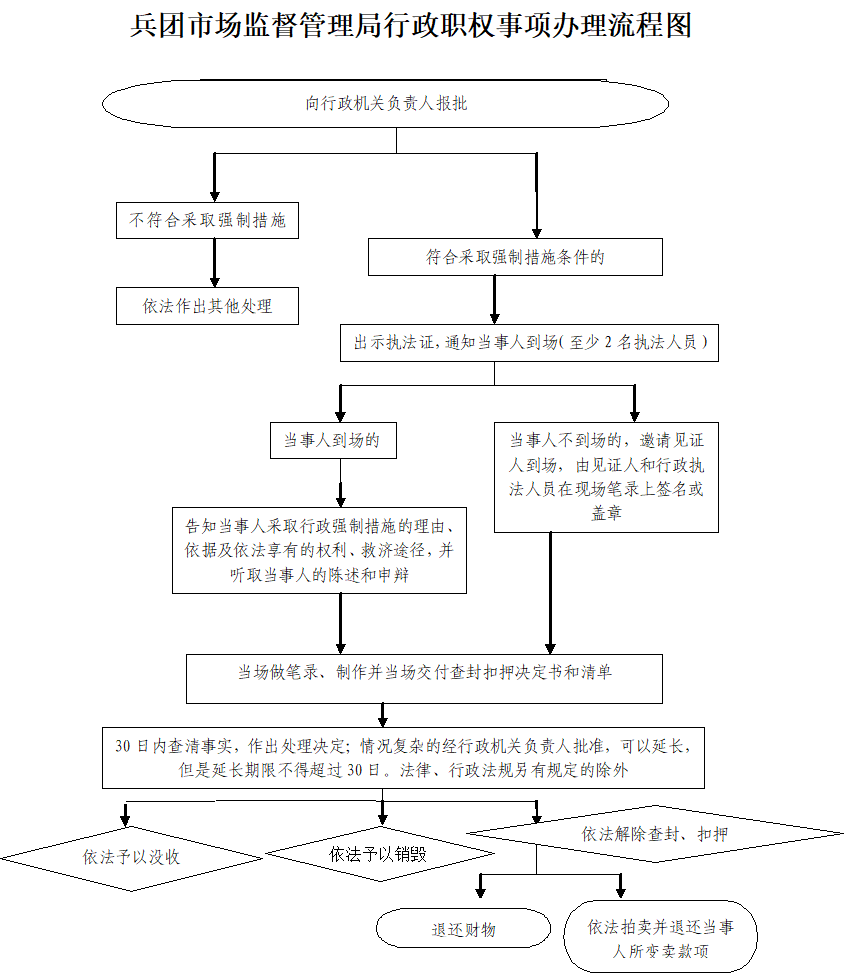 兵团市场监督管理局行政职权事项办理流程图
向行政机关负责人报批
不符合采取强制措施
符合采取强制措施条件的
依法作出其他处理
出示执法证，通知当事人到场（至少2名执法人员）
当事人到场的
当事人不到场的，邀请见证
人到场，由见证人和行政执
法人员在现场笔录上签名或
盖章
告知当事人采取行政强制措施的理由、
依据及依法享有的权利、救济途径，并
听取当事人的陈述和申辩
当场做笔录、制作并当场交付查封扣押决定书和清单
30日内查清事实，作出处理决定；情况复杂的经行政机关负责人批准，可以延长，
但是延长期限不得超过30日。法律、行政法规另有规定的除外
依法予以没收
依法予以销毁
依法解除查封、扣押
退还财物
依法拍卖并退还当事
人所变卖款项